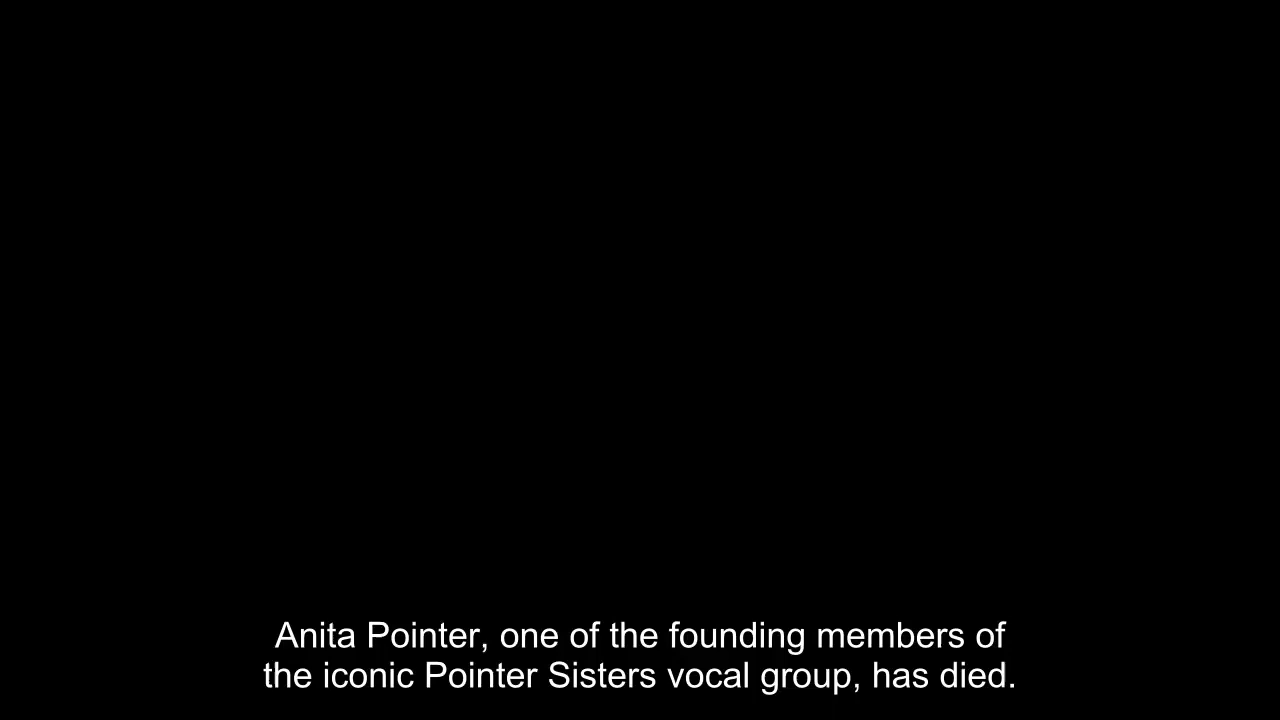 Anita Pointer, one of the founding members of
the iconic Pointer Sisters vocal group, has died.